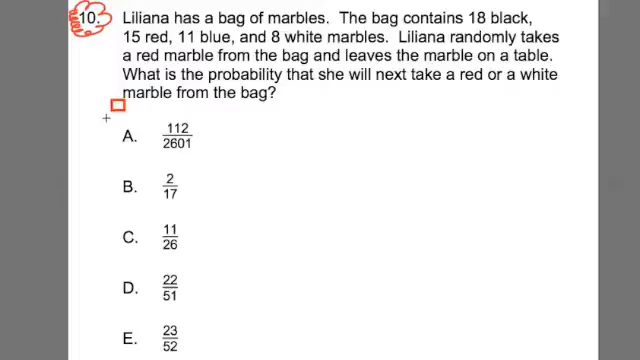 10. Liliana has a bag of marbles. The bag contains 18 black,
15 red, 11 blue, and 8 white marbles. Liliana randomly takes
a red marble from the bag and leaves the marble on a table.
What is the probability that she will next take a red or a white
marble from the bag?
A. 112/2601
B. 2/17
C. 11/26
D. 22/51
E. 23/52